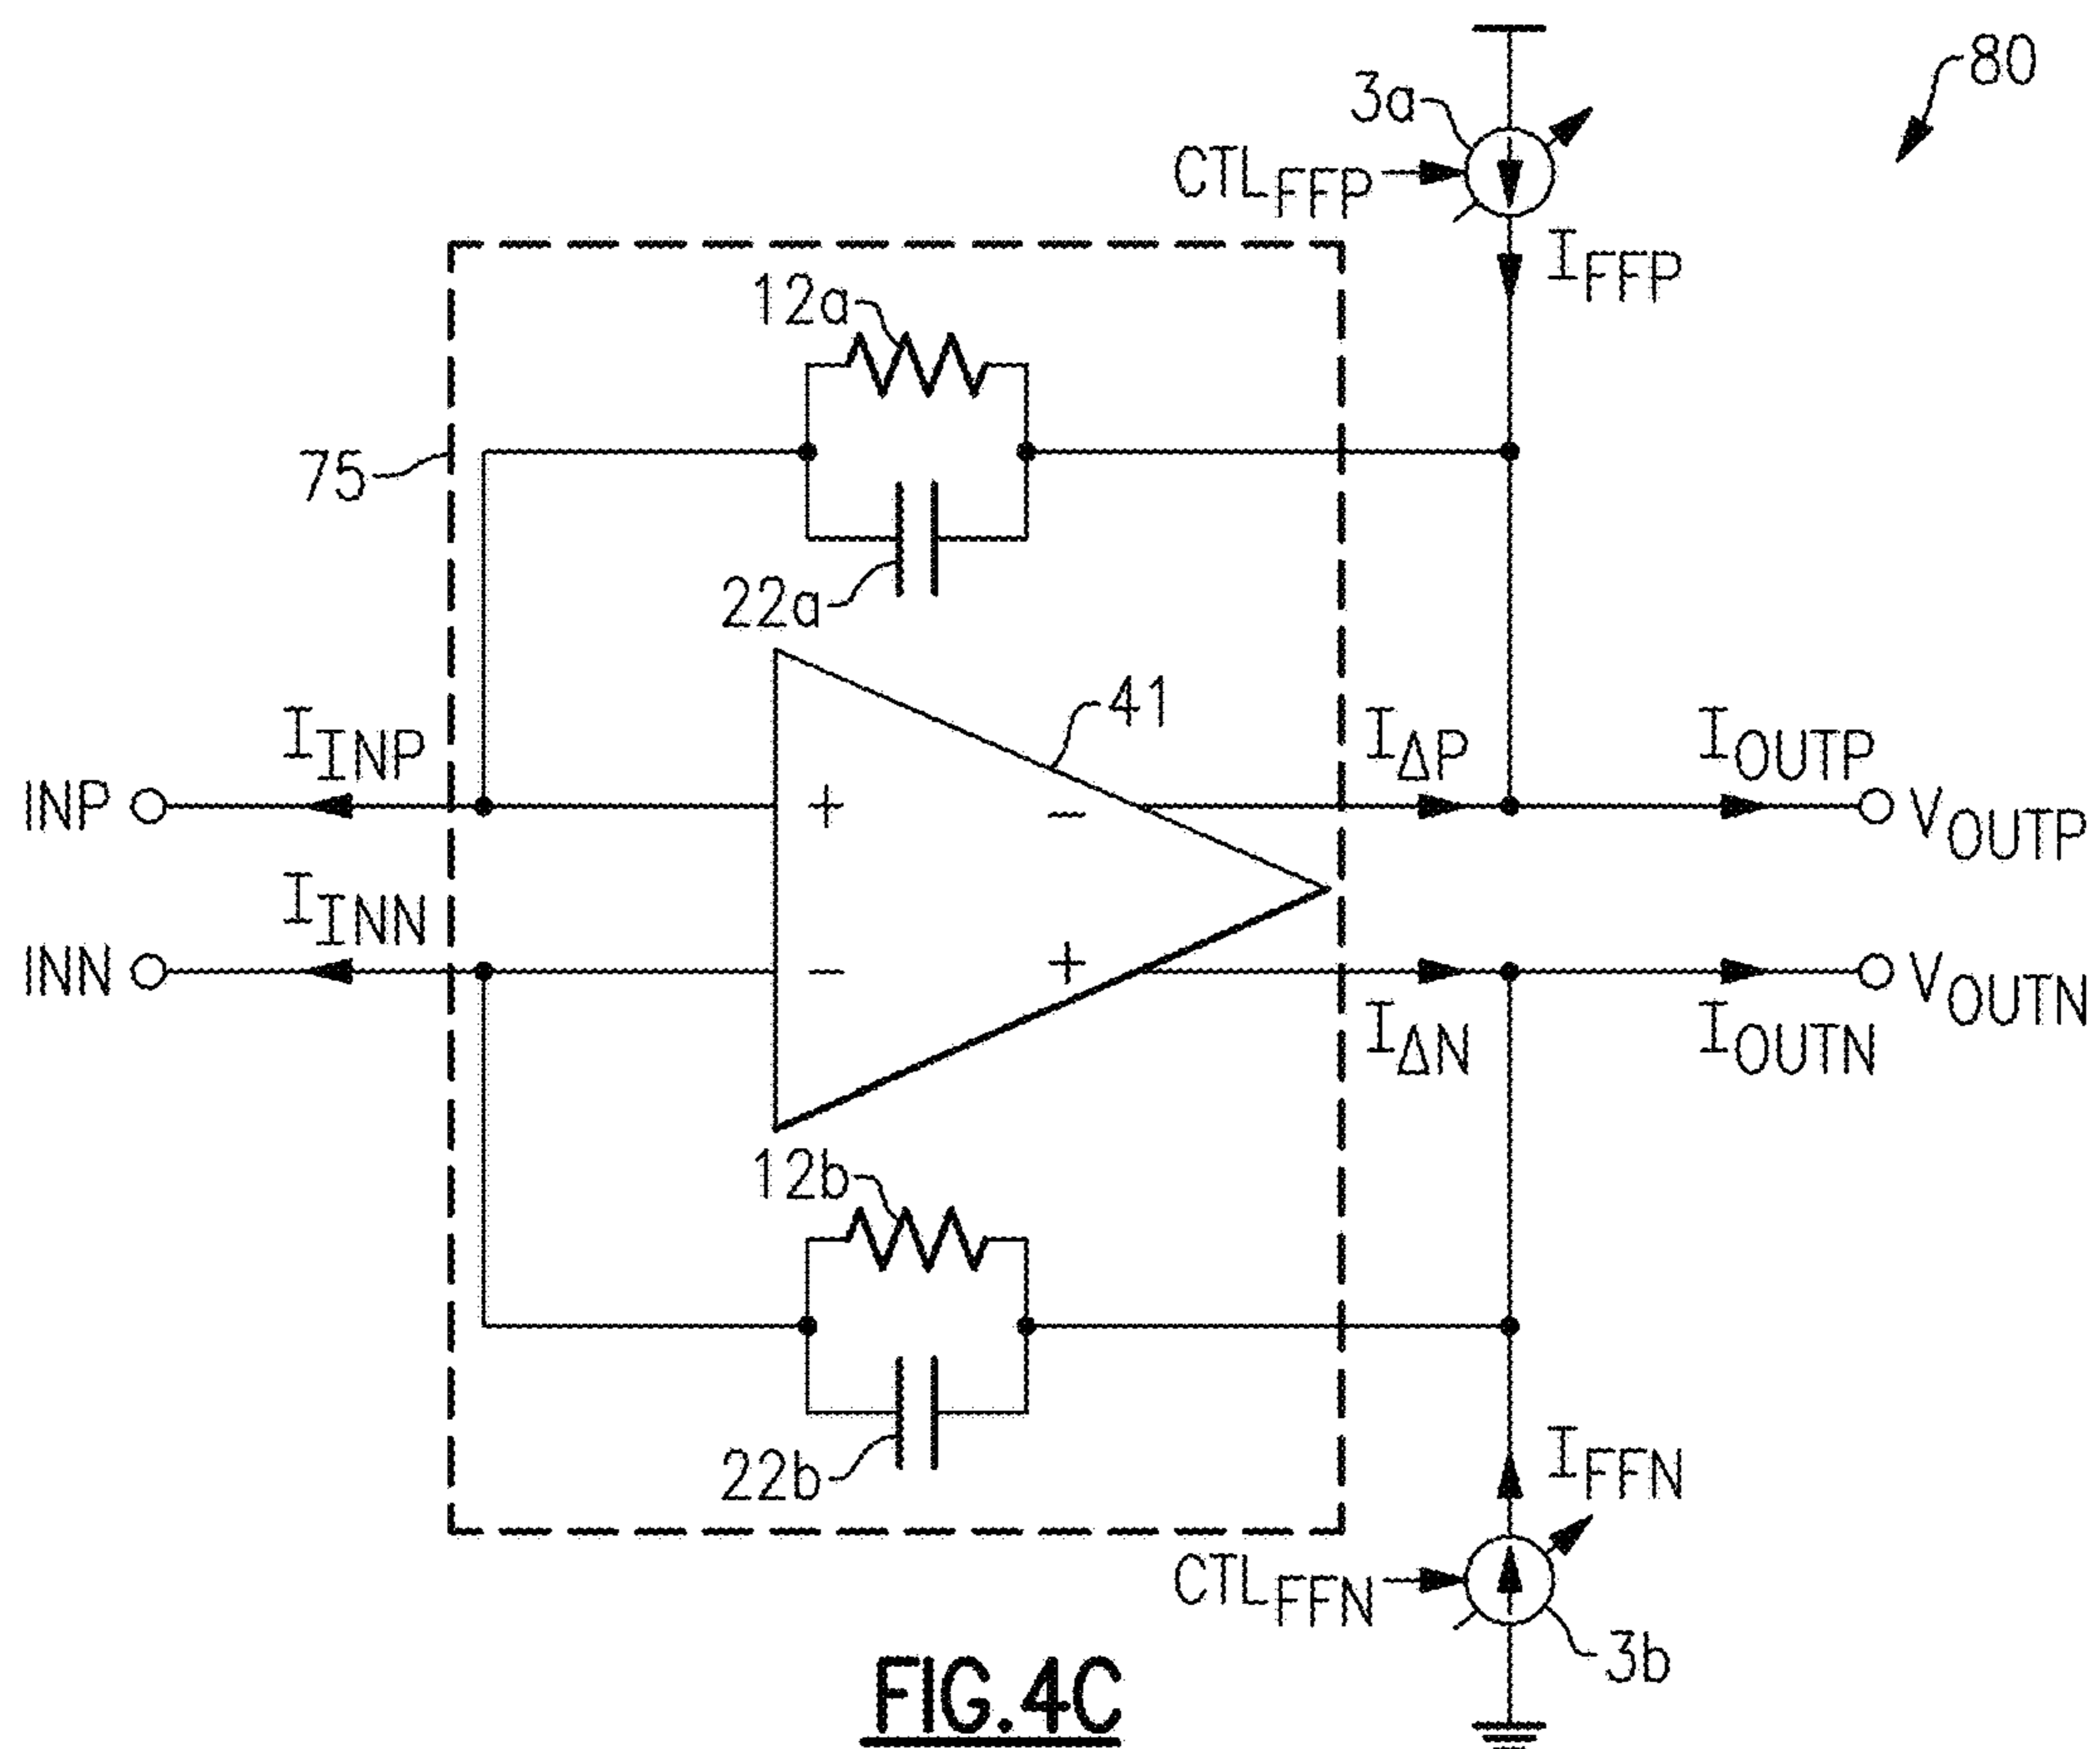 80
3a
CTLFFP
IFFP
12a
75
22a
41
IINP
IΔP
IOUTP
INP
+
−
VOUTP
IINN
INN
−
+
VOUTN
IΔN
IOUTN
12b
22b
IFFN
CTLFFN
3b
FIG.4C